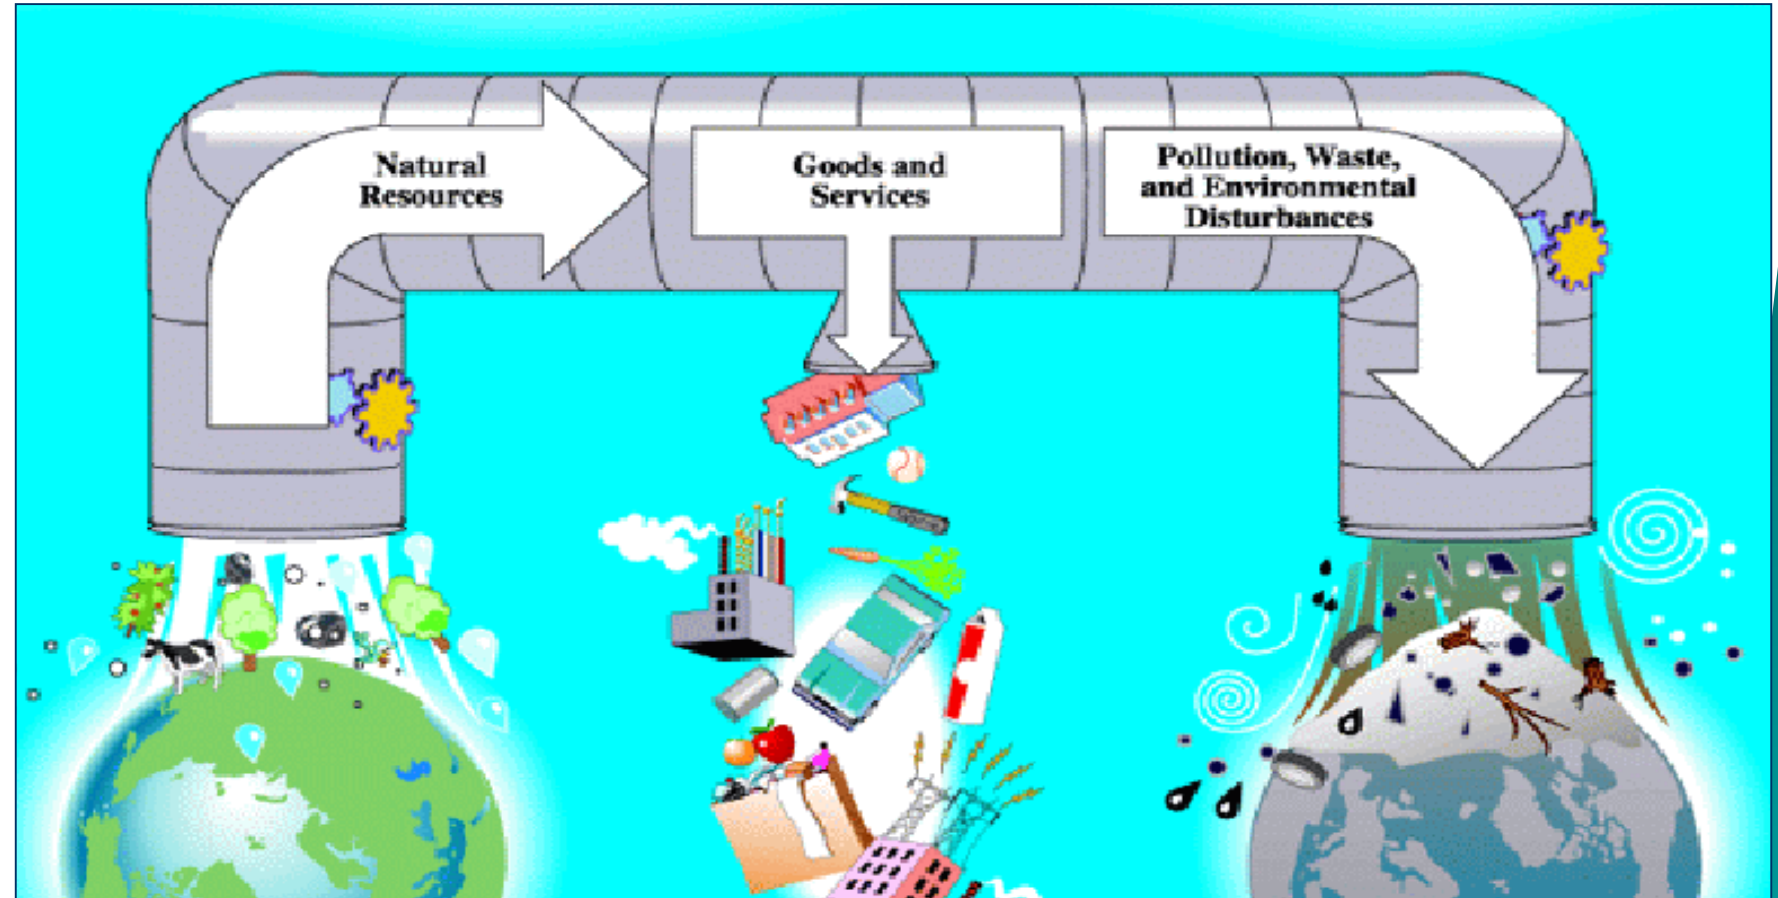 Natural
Resources
Goods and
Services
Pollution, Waste,
and Environmental
Disturbances